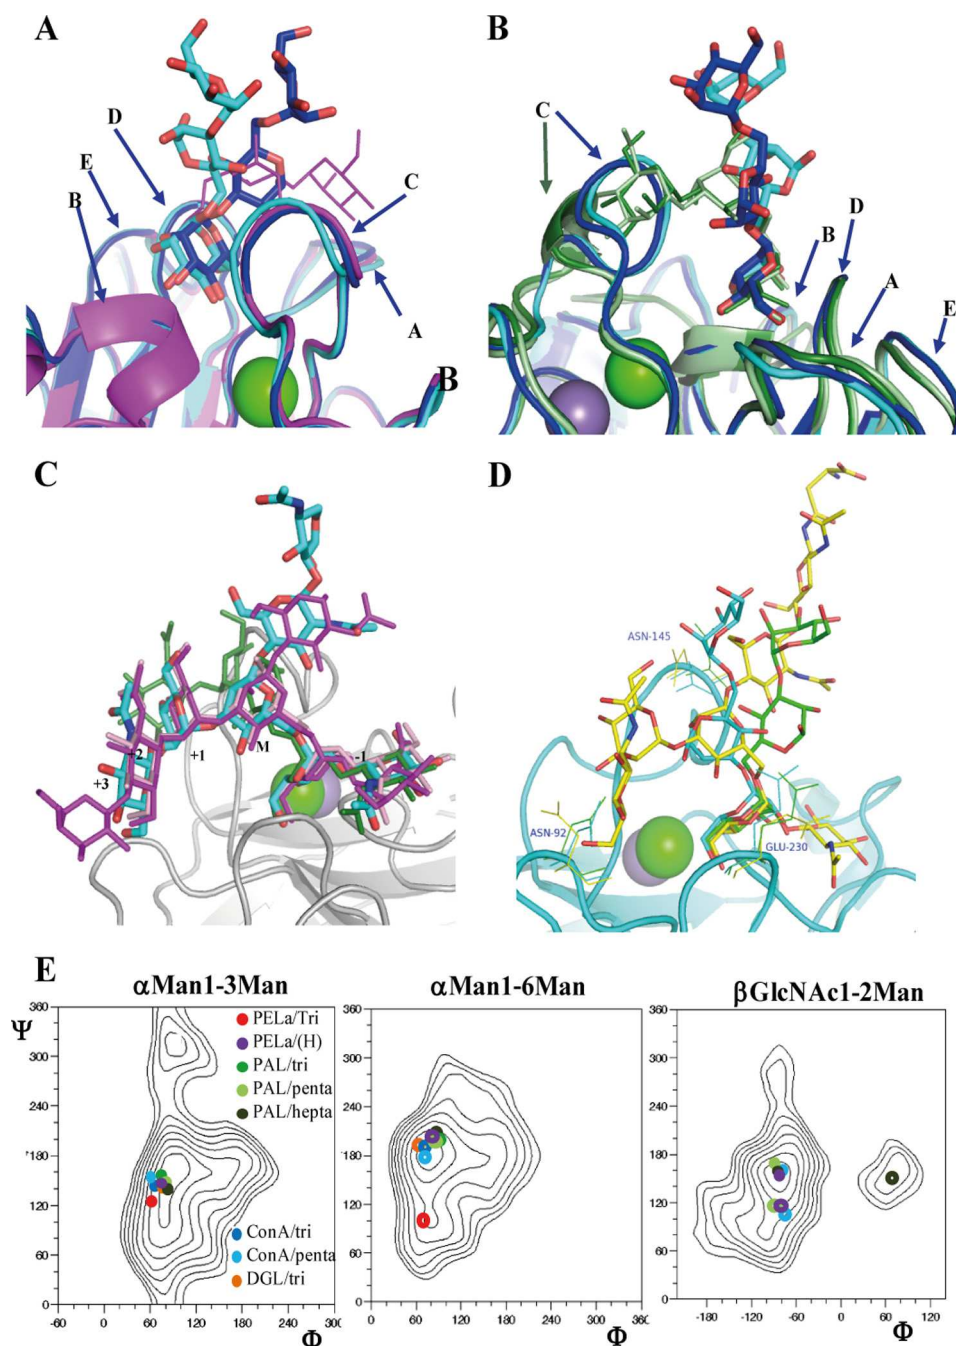 A
B
D
E
B
C
A
B
C
D
B
A
E
C
+2
+3
+1
M
-1
D
ASN-145
ASN-92
GLU-230
E
αMan1-3Man
αMan1-6Man
βGlcNAc1-2Man
Ψ
360
300
240
180
120
60
0
-60 0 60 120 180 240 300
Φ
PELa/Tri
PELa/(H)
PAL/tri
PAL/penta
PAL/hepta
ConA/tri
ConA/penta
DGL/tri
360
300
240
180
120
60
0
0 60 120 180 240 300 360
Φ
360
300
240
180
120
60
0
-180 -120 -60 0 60 120
Φ